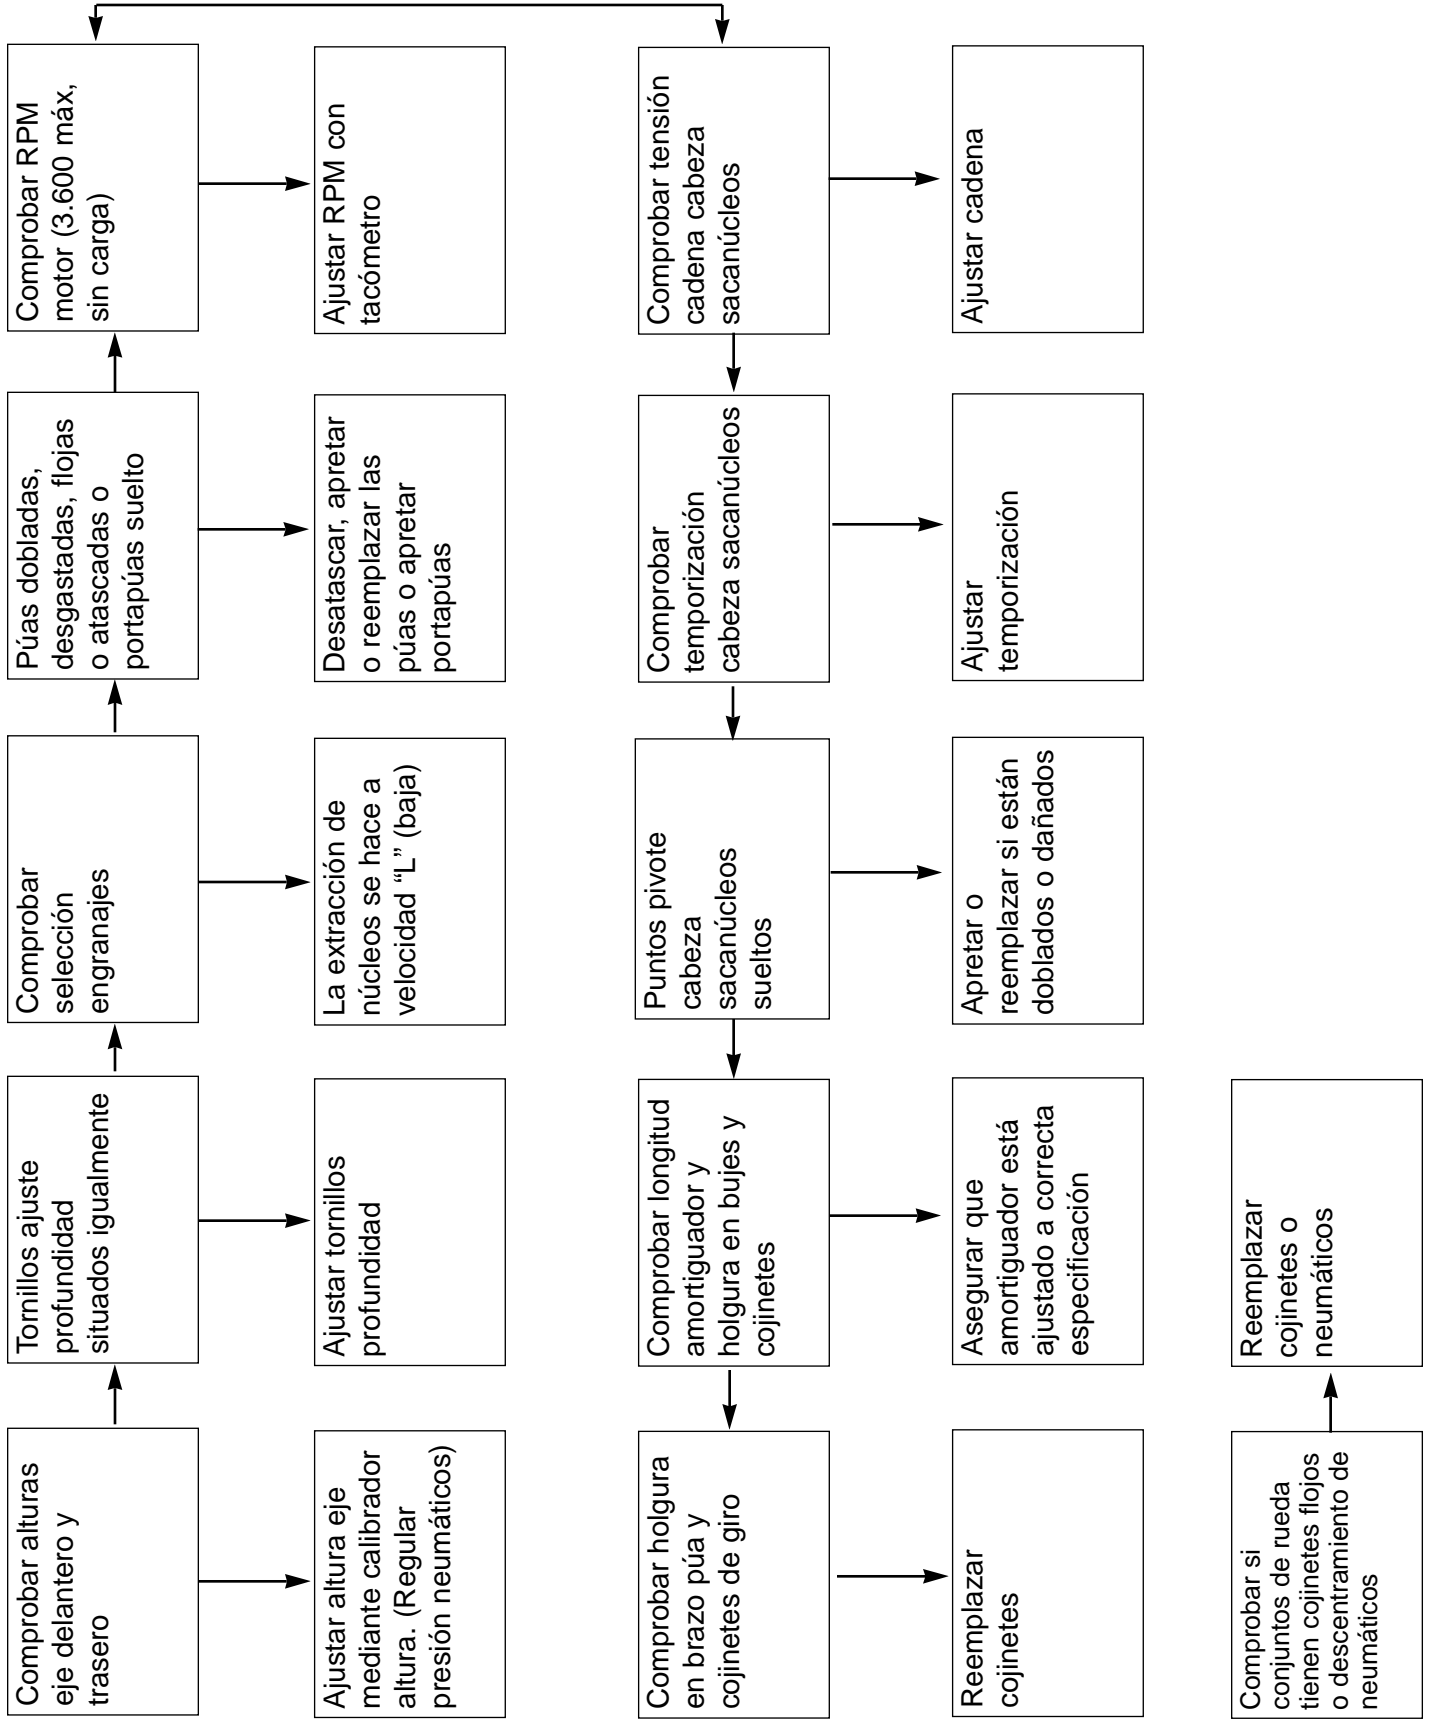 Comprobar alturas
eje delantero y
trasero
Tornillos ajuste
profundidad
situados igualmente
Comprobar
selección
engranajes
Púas dobladas,
desgastadas, flojas
o atascadas o
portapúas suelto
Comprobar RPM
motor (3.600 máx,
sin carga)
Ajustar altura eje
mediante calibrador
altura. (Regular
presión neumáticos)
Ajustar tornillos
profundidad
La extracción de
núcleos se hace a
velocidad “L” (baja)
Desatascar, apretar
o reemplazar las
púas o apretar
portapúas
Ajustar RPM con
tacómetro
Comprobar holgura
en brazo púa y
cojinetes de giro
Comprobar longitud
amortiguador y
holgura en bujes y
cojinetes
Puntos pivote
cabeza
sacanúcleos
sueltos
Comprobar
temporización
cabeza sacanúcleos
Comprobar tensión
cadena cabeza
sacanúcleos
Reemplazar
cojinetes
Asegurar que
amortiguador está
ajustado a correcta
especificación
Apretar o
reemplazar si están
doblados o dañados
Ajustar
temporización
Ajustar cadena
Comprobar si
conjuntos de rueda
tienen cojinetes flojos
o descentramiento de
neumáticos
Reemplazar
cojinetes o
neumáticos